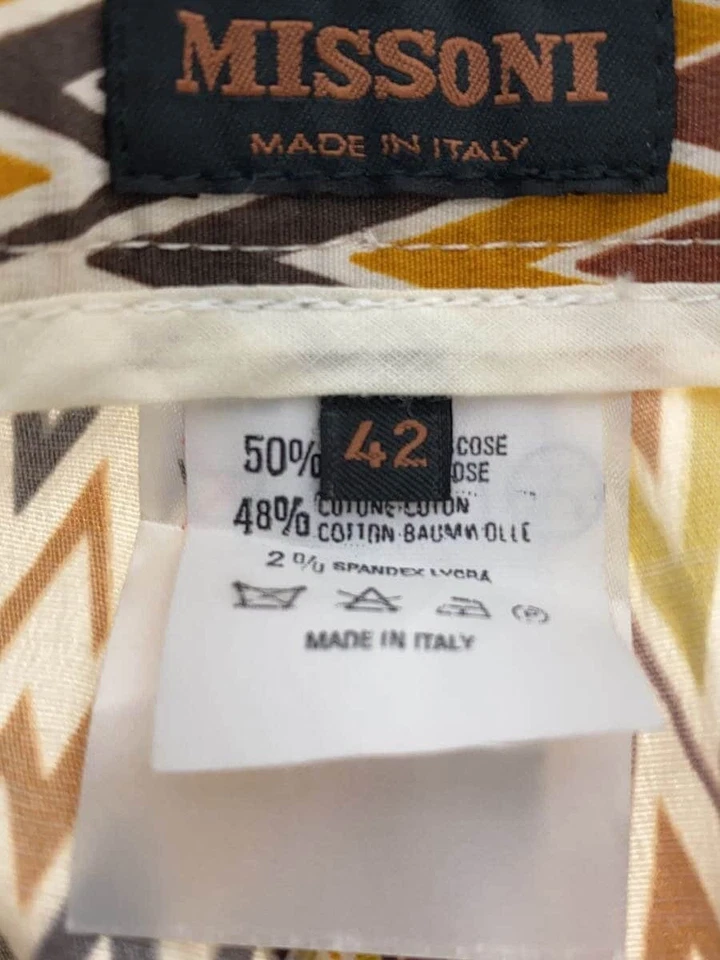 MISSONI
MADE IN ITALY
42
50%
COSE
OSE
48% COTONE·COTON
COTTON·BAUMWOLLE
2% SPANDEX LYCRA
(P)
MADE IN ITALY